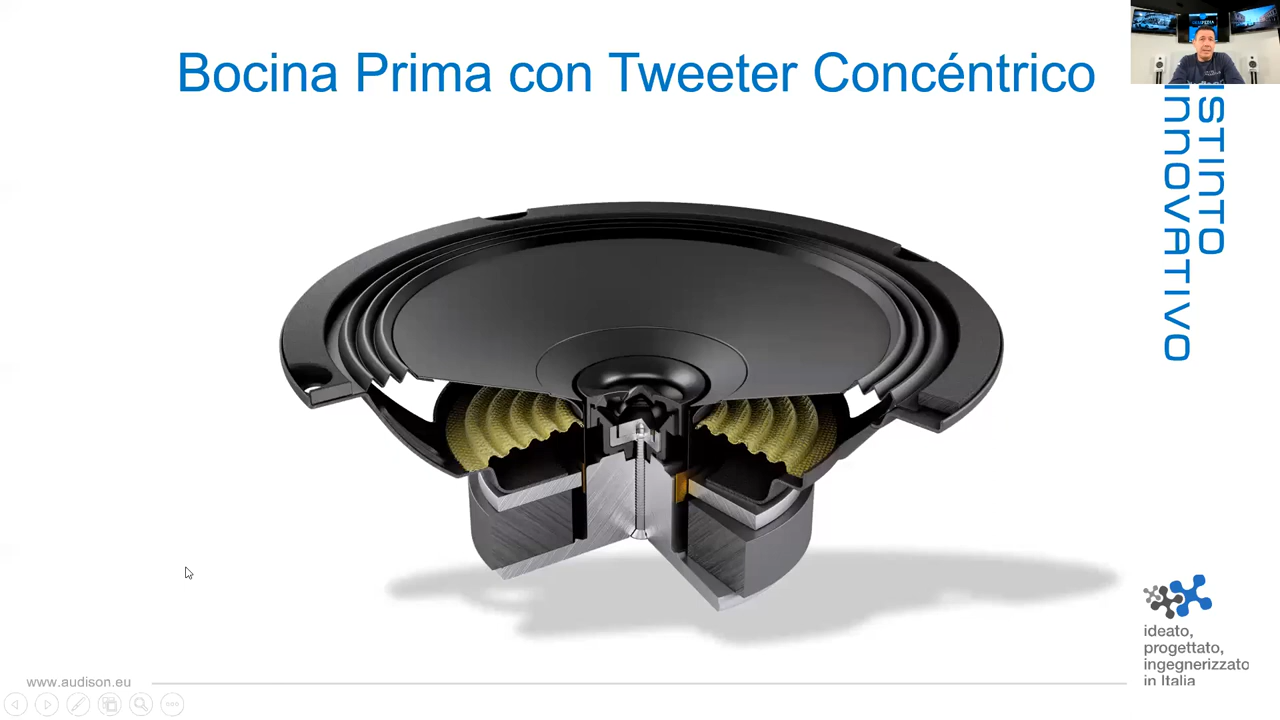 Bocina Prima con Tweeter Concéntrico
ISTINTO
INNOVATIVO
ideato,
progettato,
ingegnerizzato
in Italia
www.audison.eu